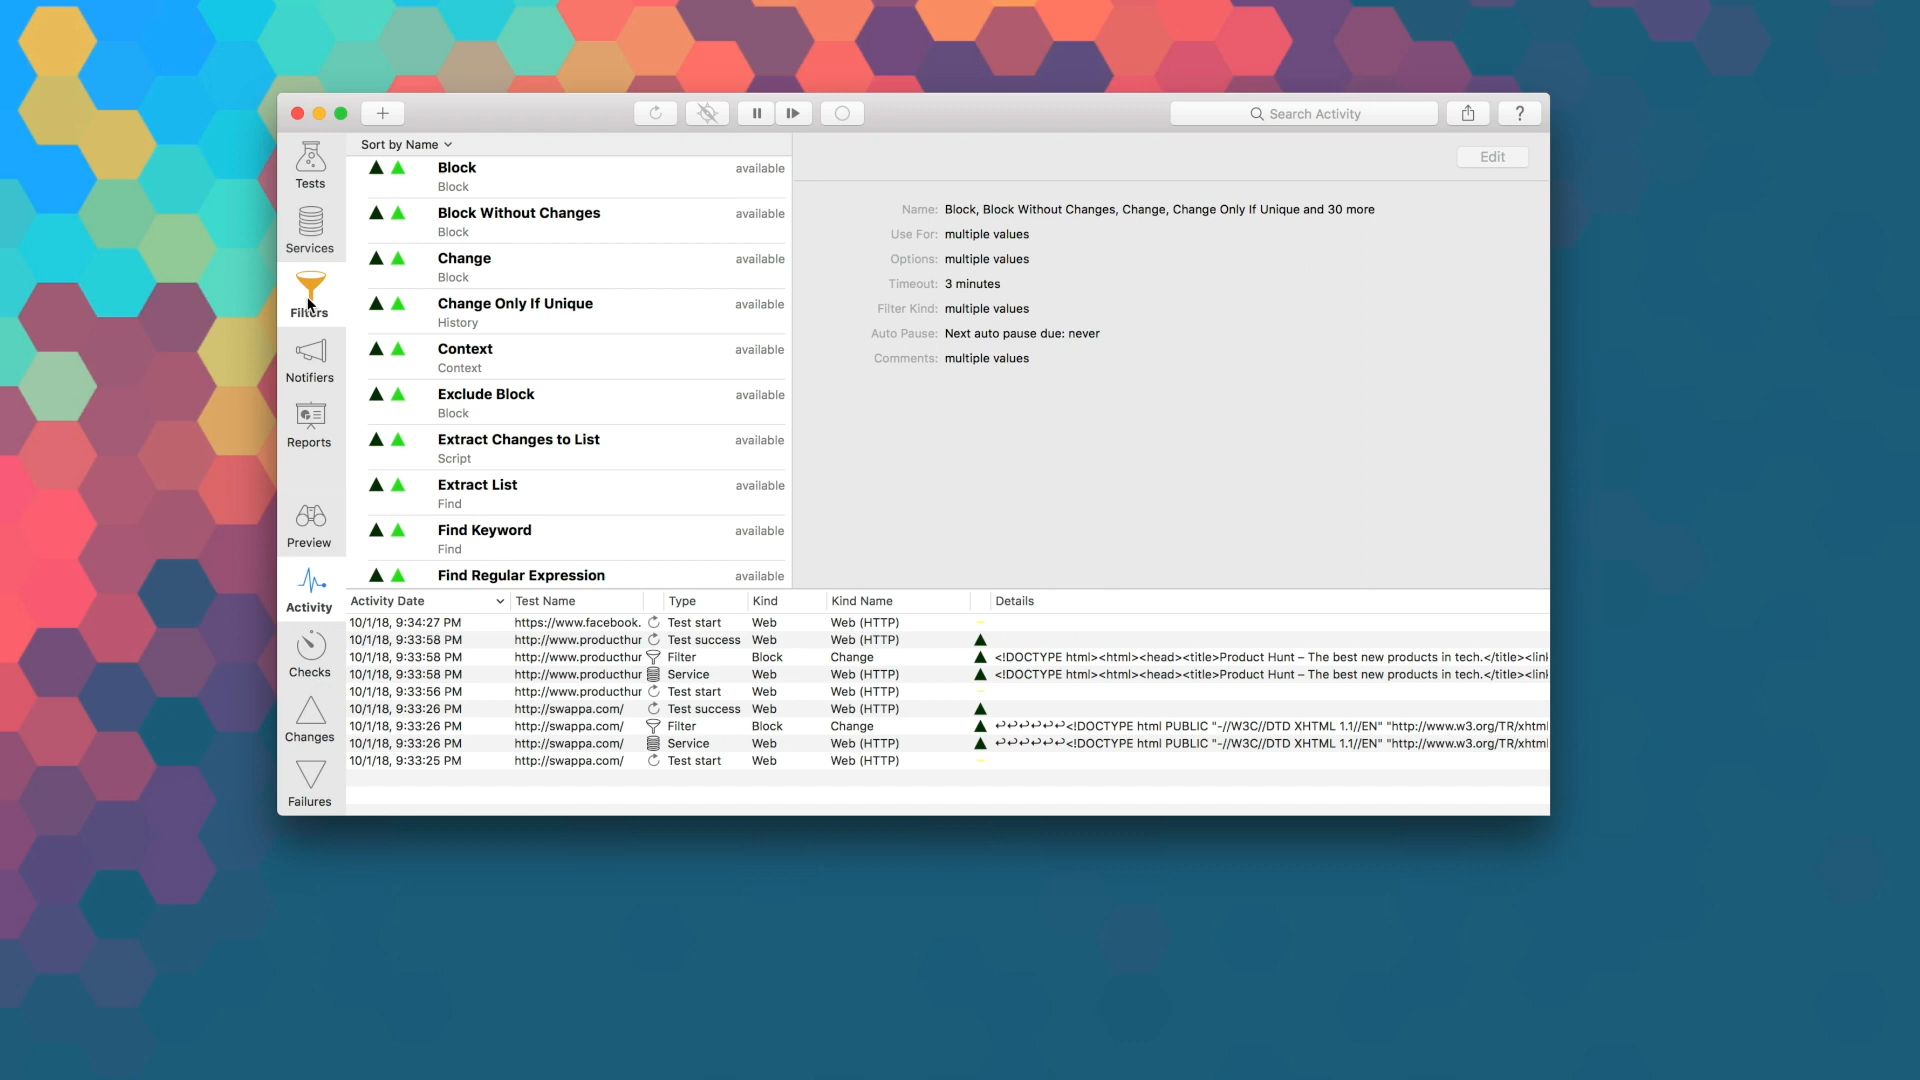 Search Activity
?
Tests
Services
Filters
Notifiers
Reports
Preview
Activity
Checks
Changes
Failures
Sort by Name
Block available
Block
Block Without Changes available
Block
Change available
Block
Change Only If Unique available
History
Context available
Context
Exclude Block available
Block
Extract Changes to List available
Script
Extract List available
Find
Find Keyword available
Find
Find Regular Expression available
Edit
Name: Block, Block Without Changes, Change, Change Only If Unique and 30 more
Use For: multiple values
Options: multiple values
Timeout: 3 minutes
Filter Kind: multiple values
Auto Pause: Next auto pause due: never
Comments: multiple values
Activity Date Test Name Type Kind Kind Name Details
10/1/18, 9:34:27 PM https://www.facebook. Test start Web Web (HTTP)
10/1/18, 9:33:58 PM http://www.producthur Test success Web Web (HTTP)
10/1/18, 9:33:58 PM http://www.producthur Filter Block Change <!DOCTYPE html><html><head><title>Product Hunt – The best new products in tech.</title><link
10/1/18, 9:33:58 PM http://www.producthur Service Web Web (HTTP) <!DOCTYPE html><html><head><title>Product Hunt – The best new products in tech.</title><link
10/1/18, 9:33:56 PM http://www.producthur Test start Web Web (HTTP)
10/1/18, 9:33:26 PM http://swappa.com/ Test success Web Web (HTTP)
10/1/18, 9:33:26 PM http://swappa.com/ Filter Block Change ↩↩↩↩↩↩<!DOCTYPE html PUBLIC "-//W3C//DTD XHTML 1.1//EN" "http://www.w3.org/TR/xhtml
10/1/18, 9:33:26 PM http://swappa.com/ Service Web Web (HTTP) ↩↩↩↩↩↩<!DOCTYPE html PUBLIC "-//W3C//DTD XHTML 1.1//EN" "http://www.w3.org/TR/xhtml
10/1/18, 9:33:25 PM http://swappa.com/ Test start Web Web (HTTP)